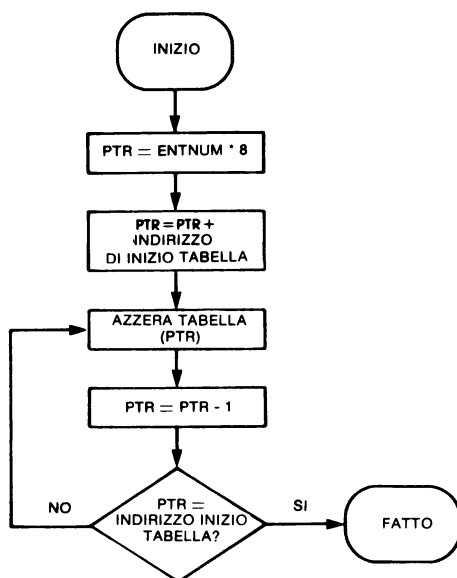 INIZIO
PTR = ENTNUM * 8
PTR = PTR +
INDIRIZZO
DI INIZIO TABELLA
AZZERA TABELLA
(PTR)
PTR = PTR - 1
NO
PTR =
INDIRIZZO INIZIO
TABELLA?
SI
FATTO